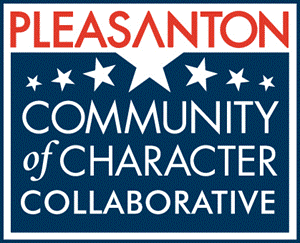 PLEASANTON
COMMUNITY
of CHARACTER
COLLABORATIVE